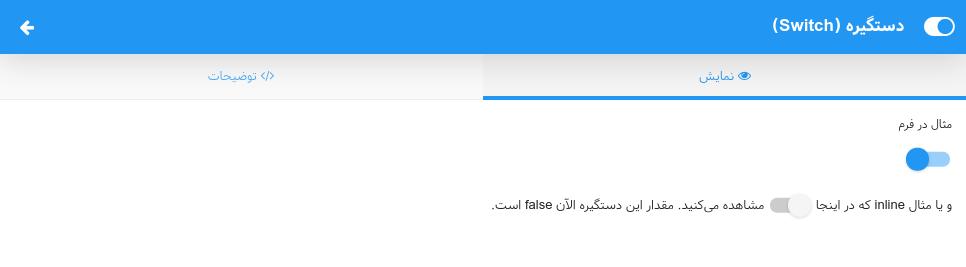 دستگیره (Switch)
نمایش
توضیحات
مثال در فرم
و یا مثال inline که در اینجا مشاهده می‌کنید. مقدار این دستگیره الآن false است.